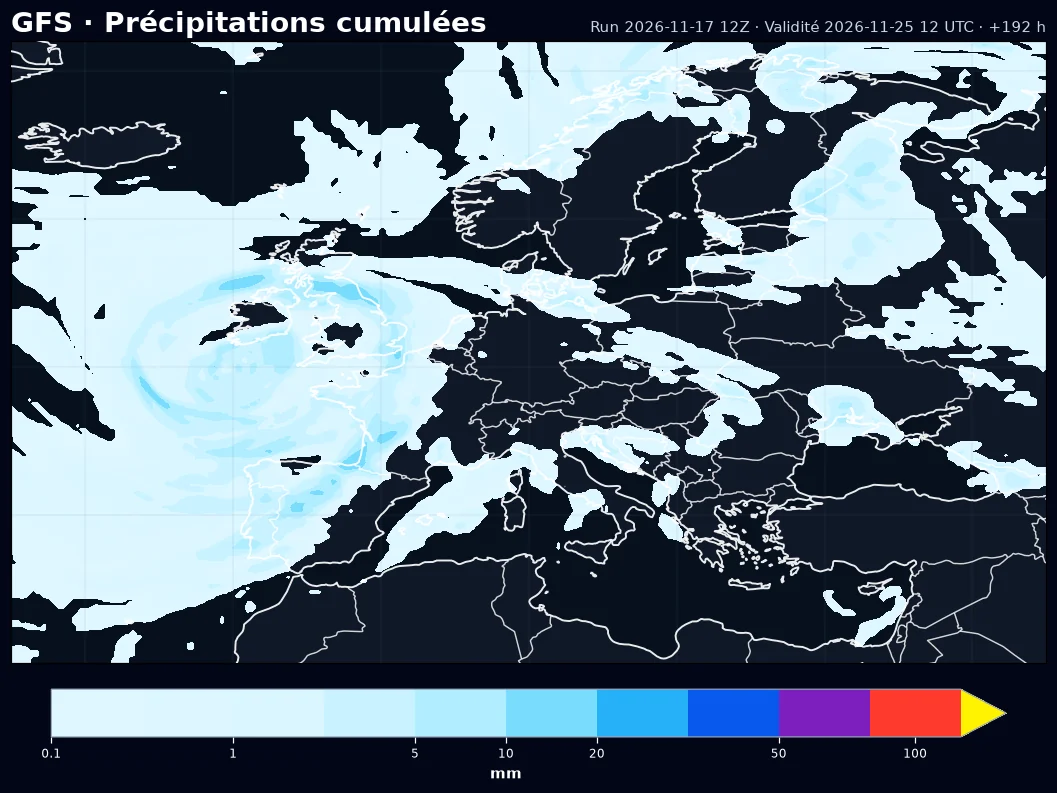 GFS · Précipitations cumulées
Run 2026-11-17 12Z · Validité 2026-11-25 12 UTC · +192 h
0.1 1 5 10 20 50 100
mm